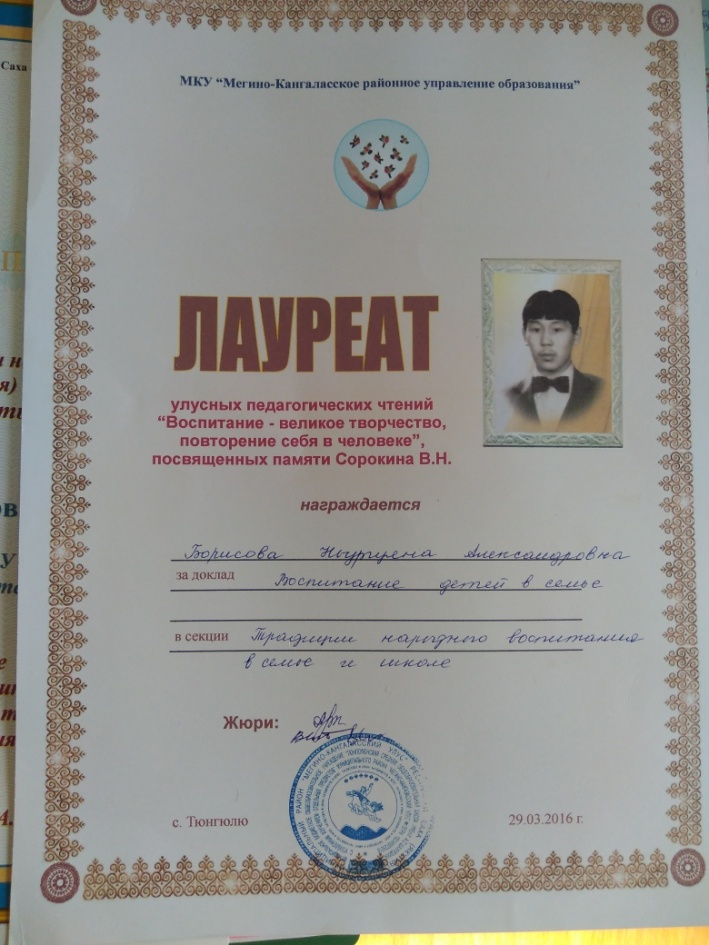 Саха
МКУ “Мегино-Кангаласское районное управление образования”
ЛАУРЕАТ
улусных педагогических чтений
“Воспитание - великое творчество,
повторение себя в человеке”,
посвященных памяти Сорокина В.Н.
награждается
Борисова Нюргуена Александровна
за доклад Воспитание детей в семье
в секции Традиции народного воспитания
в семье и школе
Жюри:
с. Тюнгюлю 29.03.2016 г.